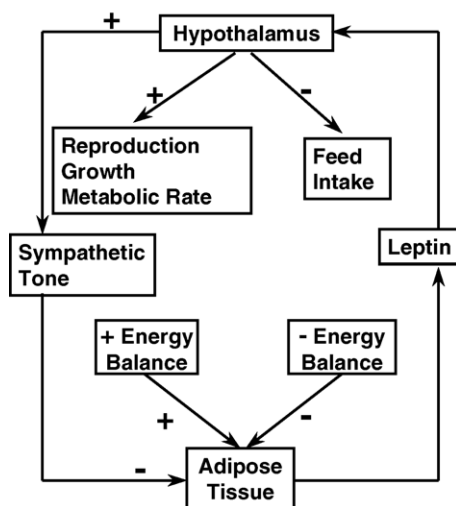 +
Hypothalamus
+
-
Reproduction
Growth
Metabolic Rate
Feed
Intake
Sympathetic
Tone
Leptin
+ Energy
Balance
- Energy
Balance
+
-
-
Adipose
Tissue